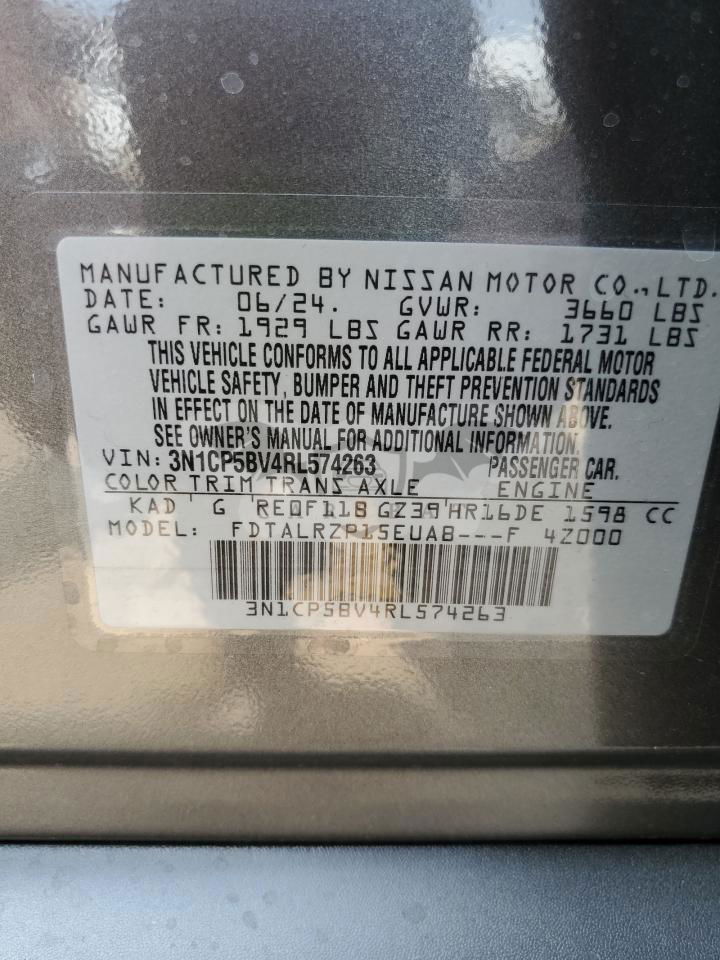 MANUFACTURED BY NISSAN MOTOR CO., LTD.
DATE: 06/24. GVWR: 3660 LBS
GAWR FR: 1929 LBS GAWR RR: 1731 LBS
THIS VEHICLE CONFORMS TO ALL APPLICABLE FEDERAL MOTOR
VEHICLE SAFETY, BUMPER AND THEFT PREVENTION STANDARDS
IN EFFECT ON THE DATE OF MANUFACTURE SHOWN ABOVE.
SEE OWNER'S MANUAL FOR ADDITIONAL INFORMATION.
VIN: 3N1CP5BV4RL574263 PASSENGER CAR.
COLOR TRIM TRANS AXLE ENGINE
KAD G RE0F11B GZ39 HR16DE 1598 CC
MODEL: FDTALRZP15EUAB---F 4Z000
3N1CP5BV4RL574263